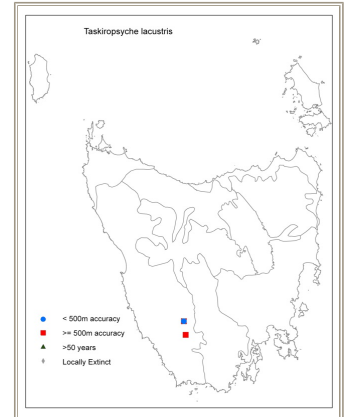 Taskiropsyche lacustris
< 500m accuracy
>= 500m accuracy
>50 years
Locally Extinct